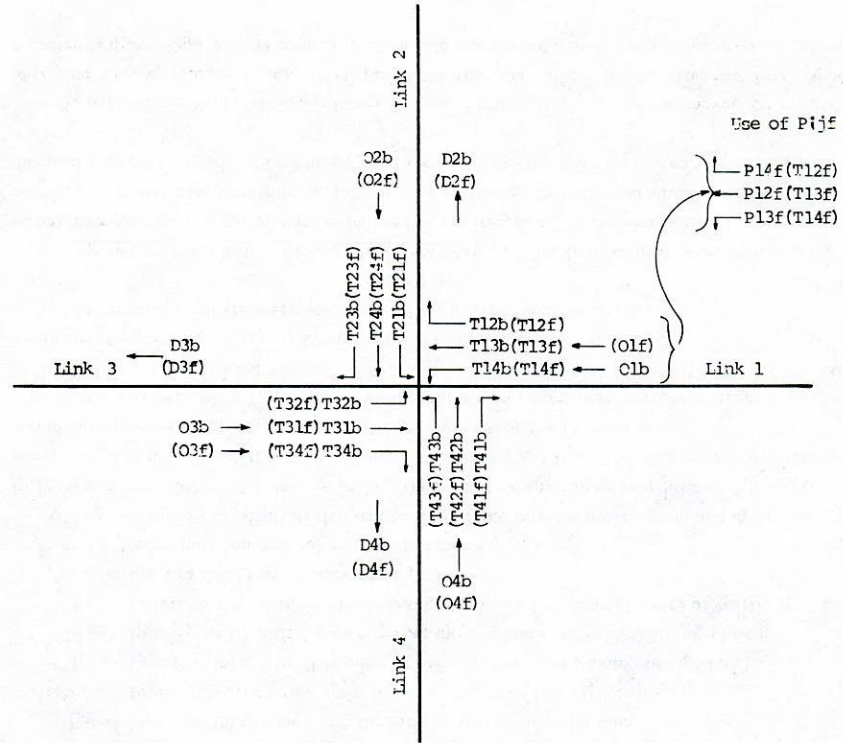 Link 2
Use of Pijf
O2b
(O2f)
D2b
(D2f)
P14f(T12f)
P12f(T13f)
P13f(T14f)
T23b(T23f)
T24b(T24f)
T21b(T21f)
T12b(T12f)
T13b(T13f)
(O1f)
T14b(T14f)
O1b
Link 1
D3b
(D3f)
Link 3
(T32f)T32b
O3b
(T31f)T31b
(O3f)
(T34f)T34b
(T43f)T43b
(T42f)T42b
(T41f)T41b
D4b
(D4f)
O4b
(O4f)
Link 4